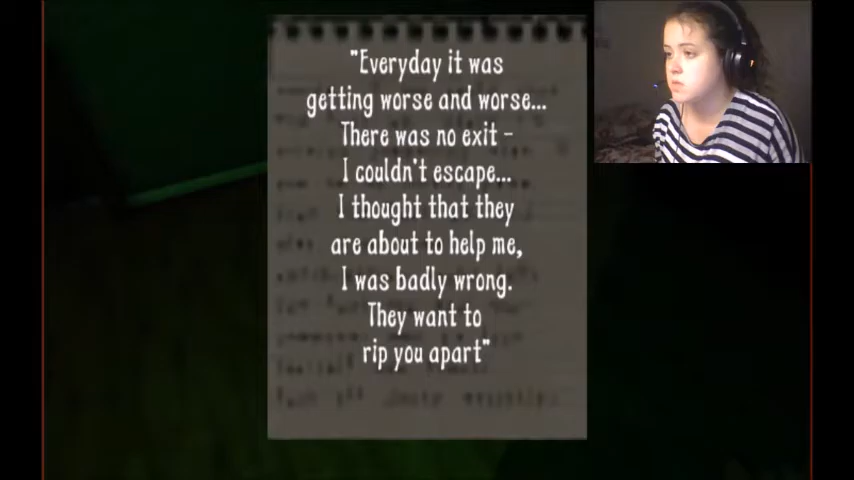 "Everyday it was
getting worse and worse...
There was no exit -
I couldn't escape...
I thought that they
are about to help me,
I was badly wrong.
They want to
rip you apart"